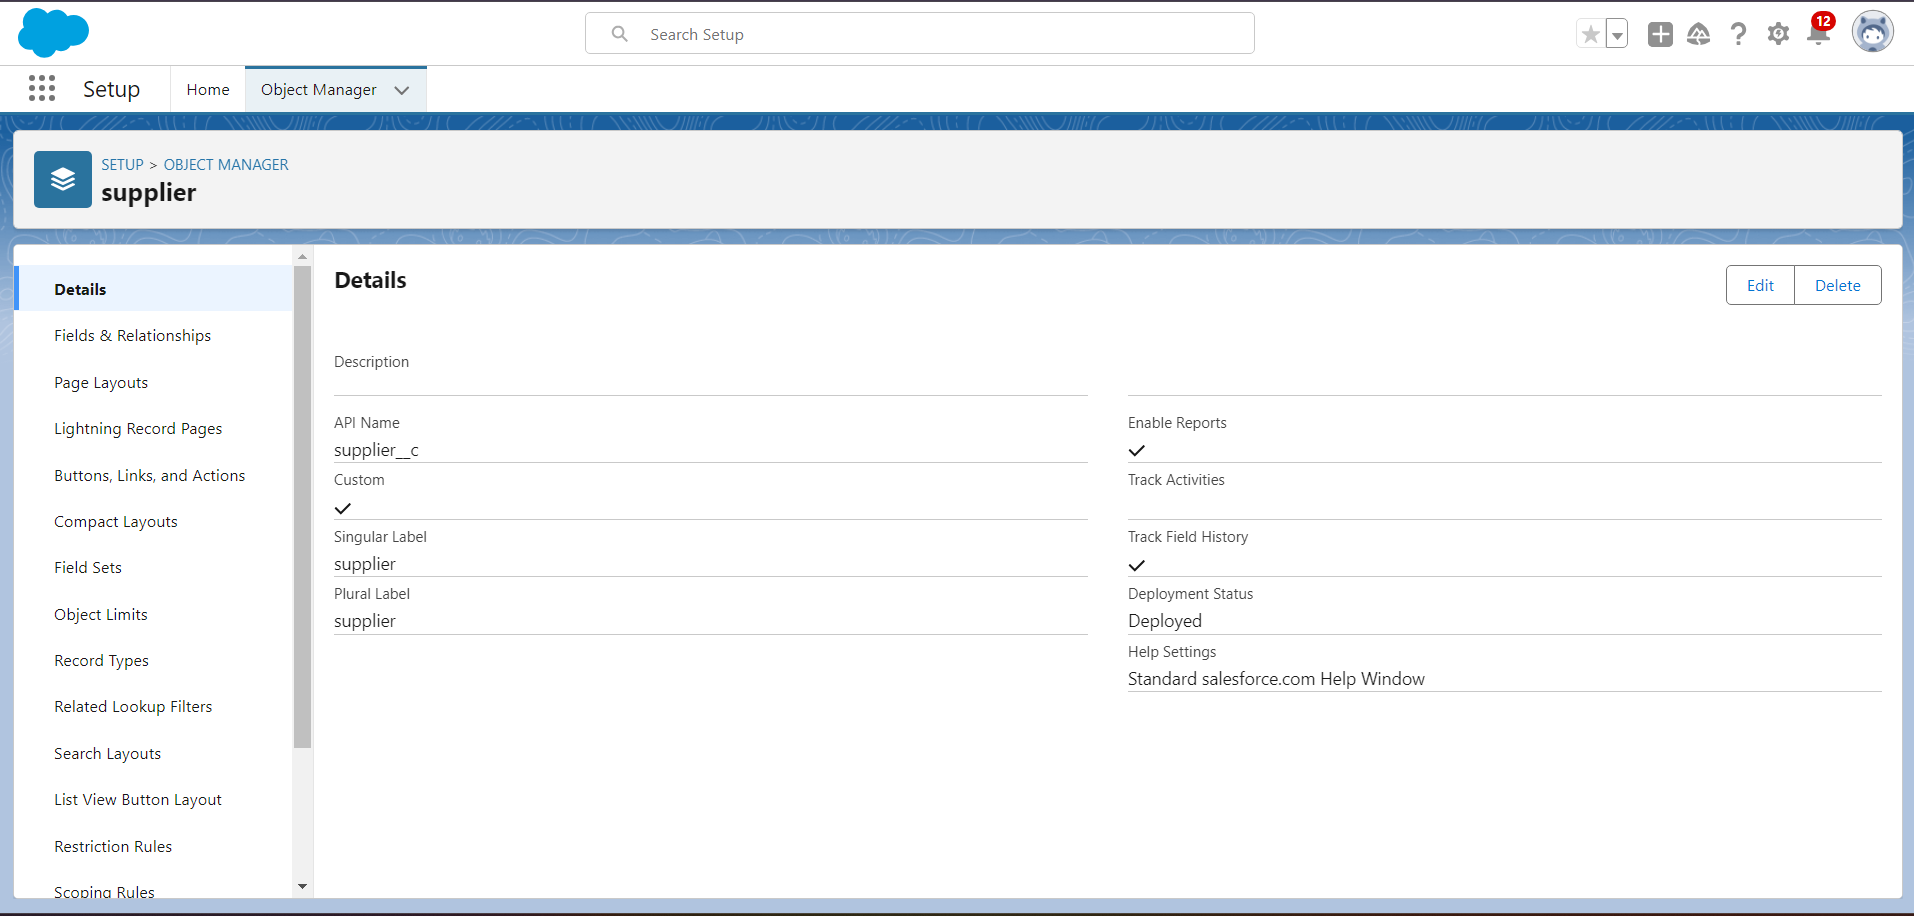 Search Setup
12
Setup
Home
Object Manager
SETUP > OBJECT MANAGER
supplier
Details
Fields & Relationships
Page Layouts
Lightning Record Pages
Buttons, Links, and Actions
Compact Layouts
Field Sets
Object Limits
Record Types
Related Lookup Filters
Search Layouts
List View Button Layout
Restriction Rules
Scoping Rules
Details
Edit
Delete
Description
API Name
supplier__c
Custom
Singular Label
supplier
Plural Label
supplier
Enable Reports
Track Activities
Track Field History
Deployment Status
Deployed
Help Settings
Standard salesforce.com Help Window